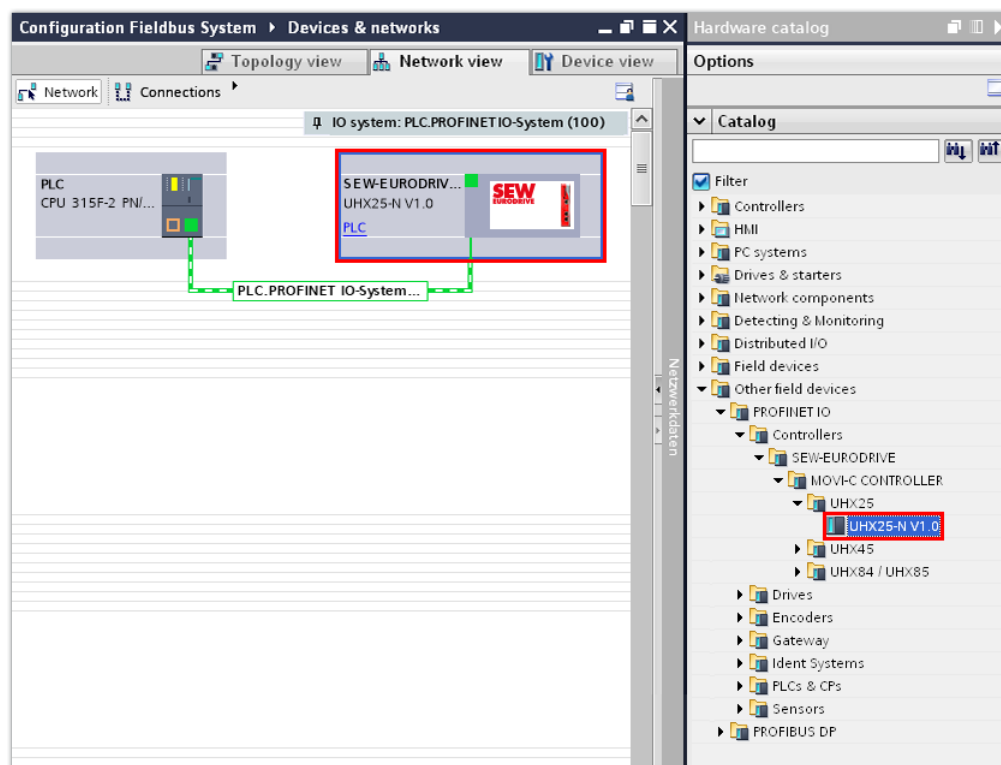 Configuration Fieldbus System ▸ Devices & networks
Topology view
Network view
Device view
Network
Connections
IO system: PLC.PROFINET IO-System (100)
PLC
CPU 315F-2 PN/...
SEW-EURODRIV...
UHX25-N V1.0
PLC
SEW
EURODRIVE
PLC.PROFINET IO-System...
Netzwerkdaten
Hardware catalog
Options
Catalog
Filter
Controllers
HMI
PC systems
Drives & starters
Network components
Detecting & Monitoring
Distributed I/O
Field devices
Other field devices
PROFINET IO
Controllers
SEW-EURODRIVE
MOVI-C CONTROLLER
UHX25
UHX25-N V1.0
UHX45
UHX84 / UHX85
Drives
Encoders
Gateway
Ident Systems
PLCs & CPs
Sensors
PROFIBUS DP